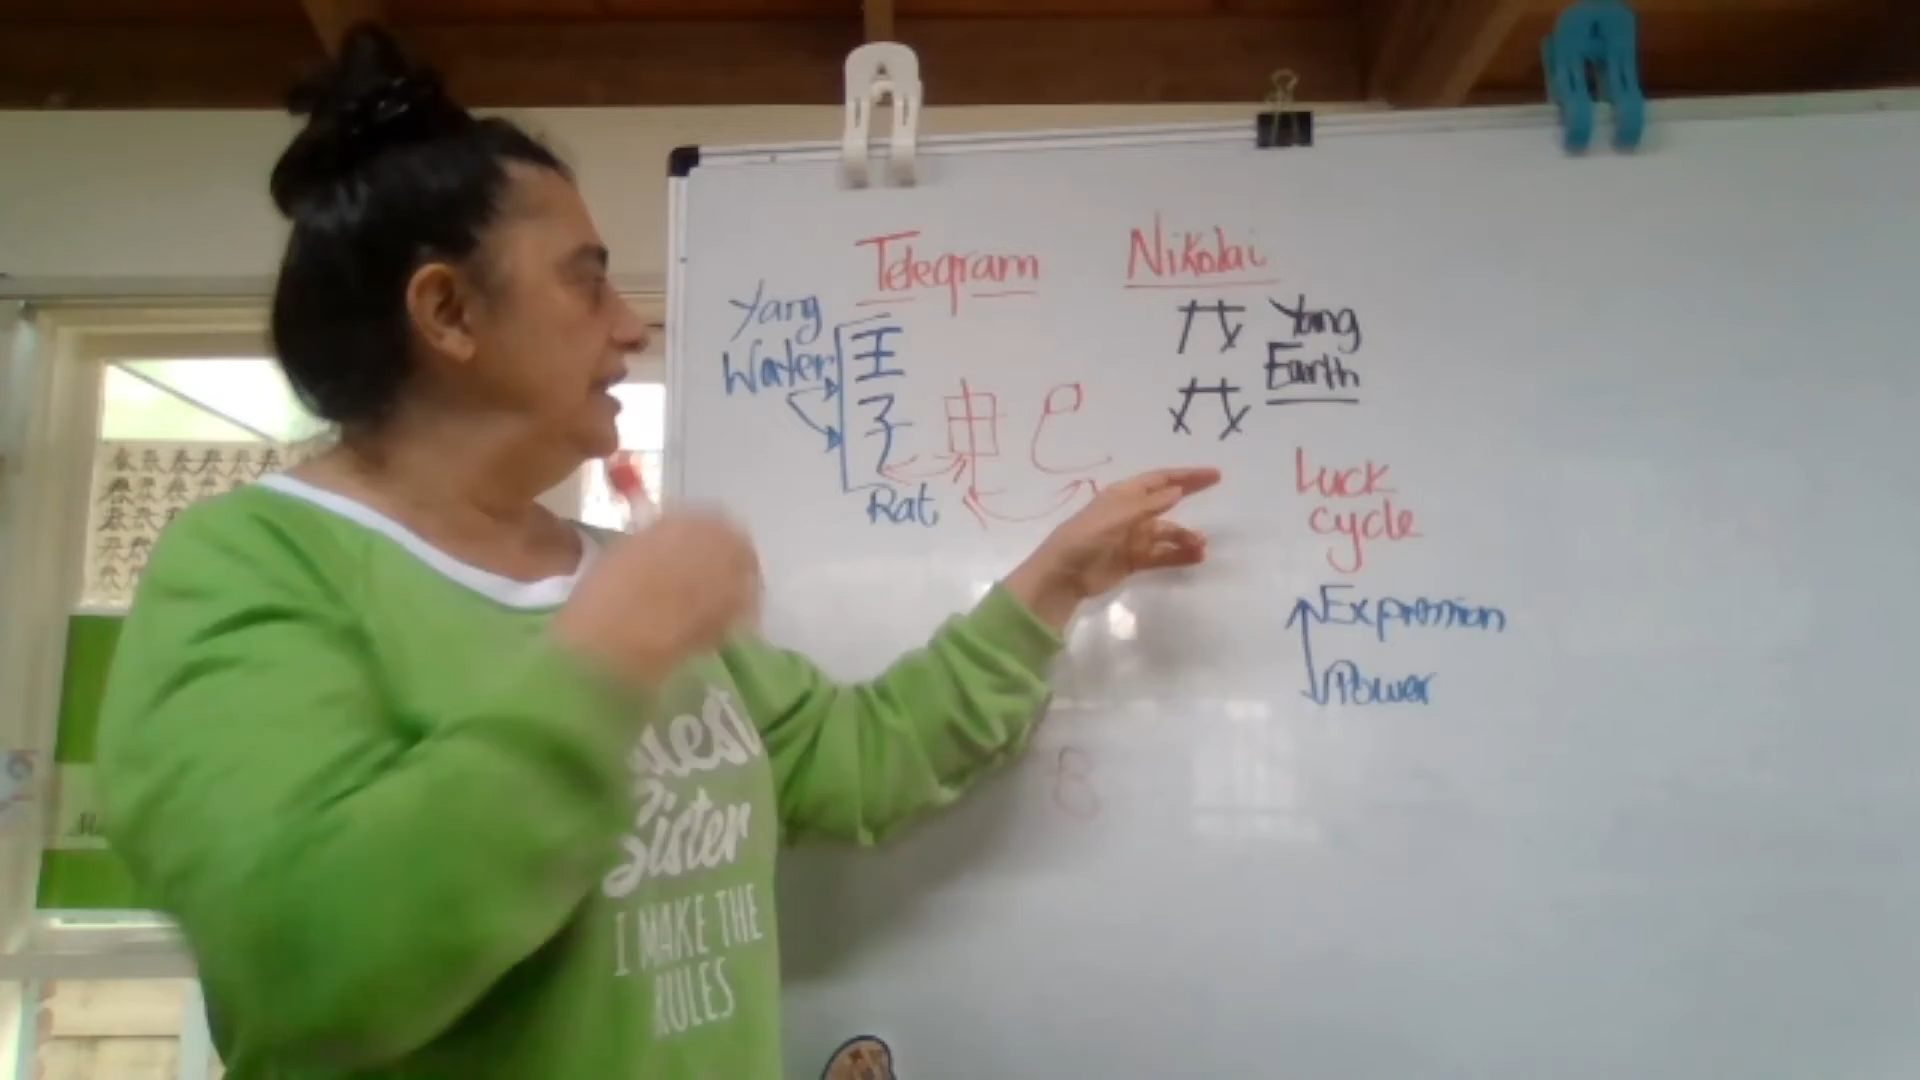 Telegram
Nikolai
Yang
Water
壬
子
申
巳
Rat
戊
戌
Yang
Earth
Luck
cycle
Expression
Power
B
Sister
I MAKE THE
RULES